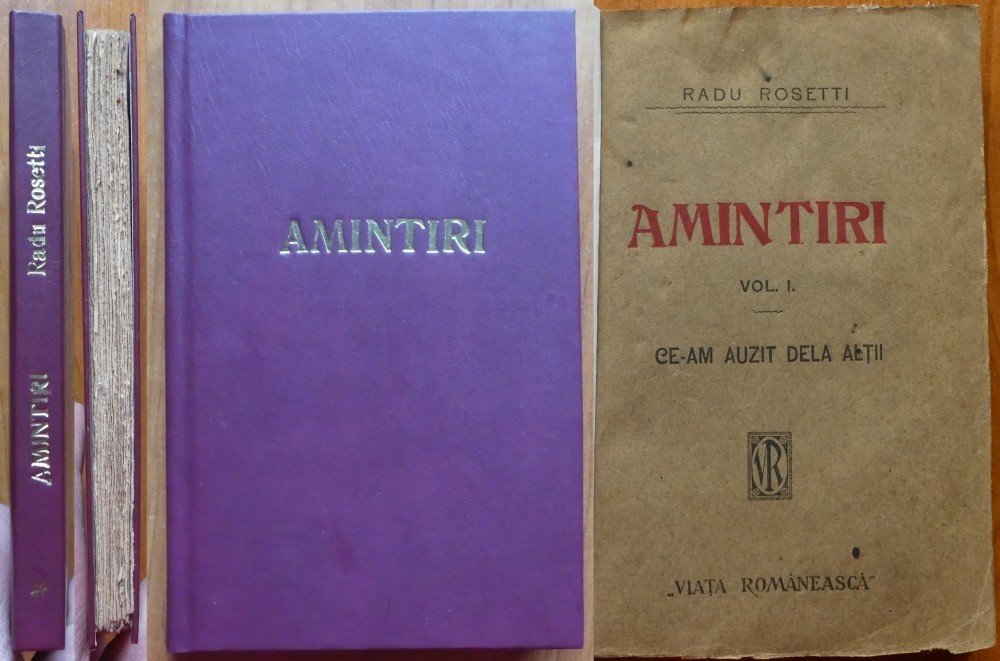 AMINTIRI Radu Rosetti
AMINTIRI
RADU ROSETTI
AMINTIRI
VOL. I.
CE-AM AUZIT DELA ALȚII
VR
„VIAȚA ROMÂNEASCĂ"